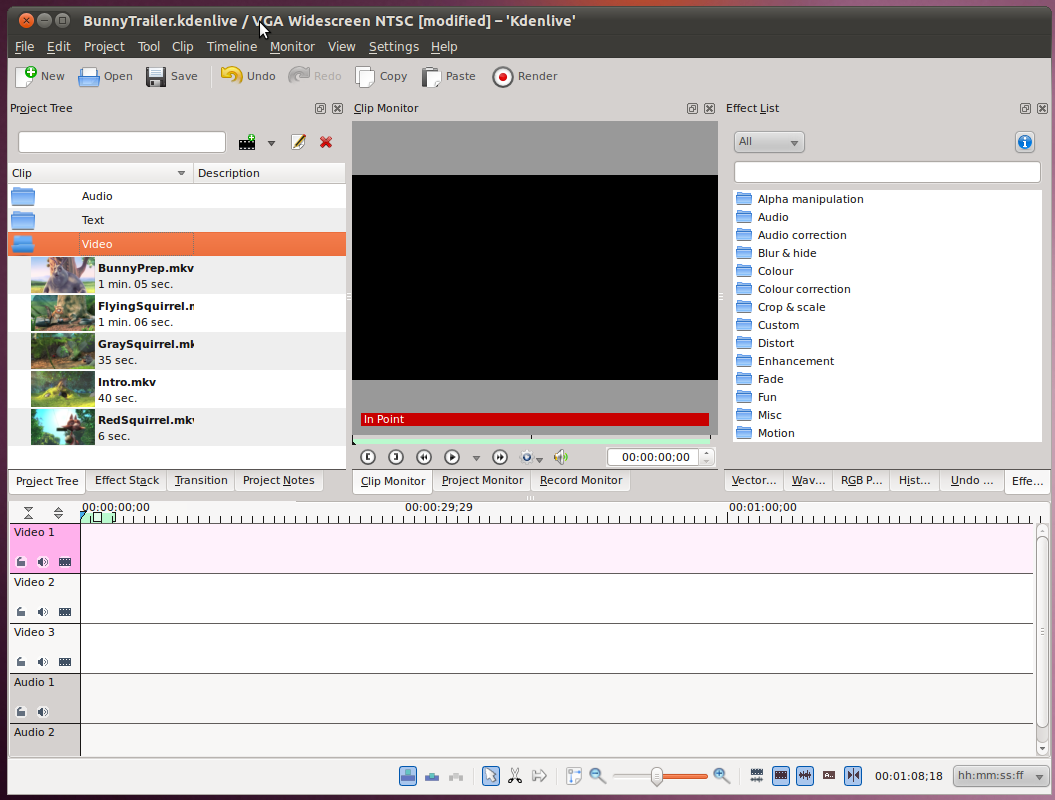 BunnyTrailer.kdenlive / VGA Widescreen NTSC [modified] – 'Kdenlive'
File Edit Project Tool Clip Timeline Monitor View Settings Help
New Open Save Undo Redo Copy Paste Render
Project Tree
Clip Description
Audio
Text
Video
BunnyPrep.mkv
1 min. 05 sec.
FlyingSquirrel.m
1 min. 06 sec.
GraySquirrel.mk
35 sec.
Intro.mkv
40 sec.
RedSquirrel.mkv
6 sec.
Project Tree Effect Stack Transition Project Notes
Clip Monitor
In Point
00:00:00;00
Clip Monitor Project Monitor Record Monitor
Effect List
All
Alpha manipulation
Audio
Audio correction
Blur & hide
Colour
Colour correction
Crop & scale
Custom
Distort
Enhancement
Fade
Fun
Misc
Motion
Vector... Wav... RGB P... Hist... Undo ... Effe...
00:00:00;00 00:00:29;29 00:01:00;00
Video 1
Video 2
Video 3
Audio 1
Audio 2
00:01:08;18 hh:mm:ss:ff